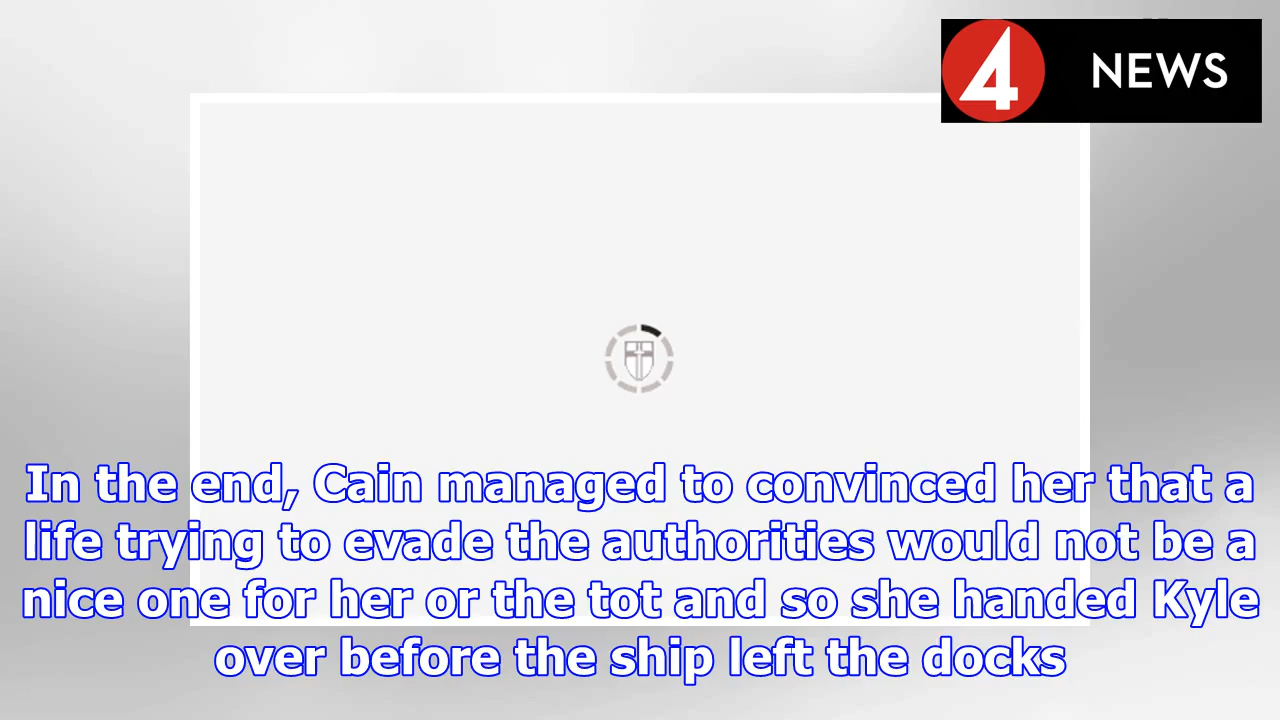 4 NEWS
In the end, Cain managed to convinced her that a
life trying to evade the authorities would not be a
nice one for her or the tot and so she handed Kyle
over before the ship left the docks